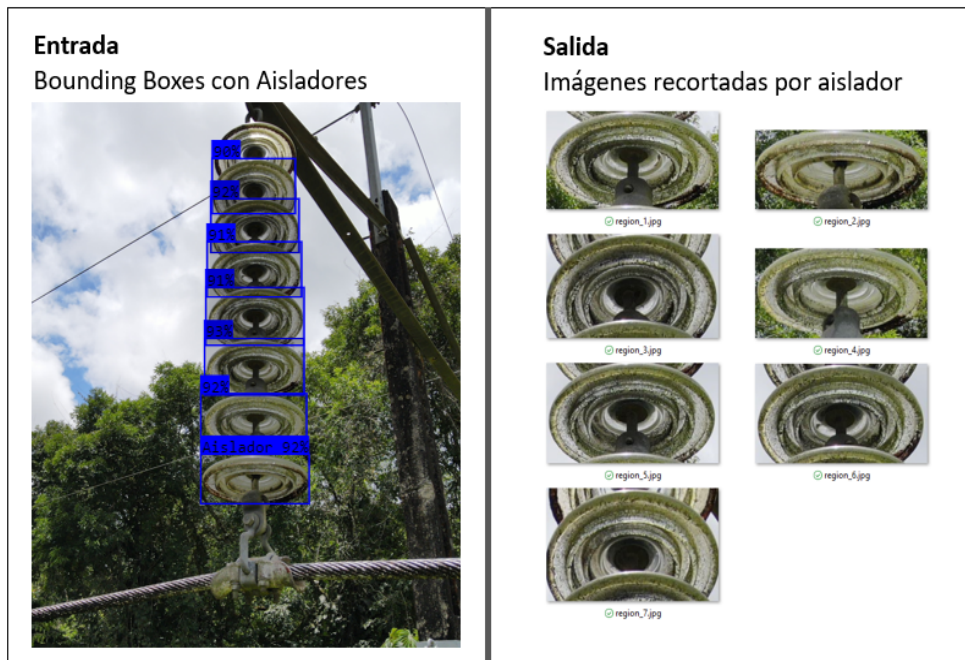 Entrada
Bounding Boxes con Aisladores
90%
92%
91%
91%
93%
92%
Aislador 92%
Salida
Imágenes recortadas por aislador
region_1.jpg
region_2.jpg
region_3.jpg
region_4.jpg
region_5.jpg
region_6.jpg
region_7.jpg